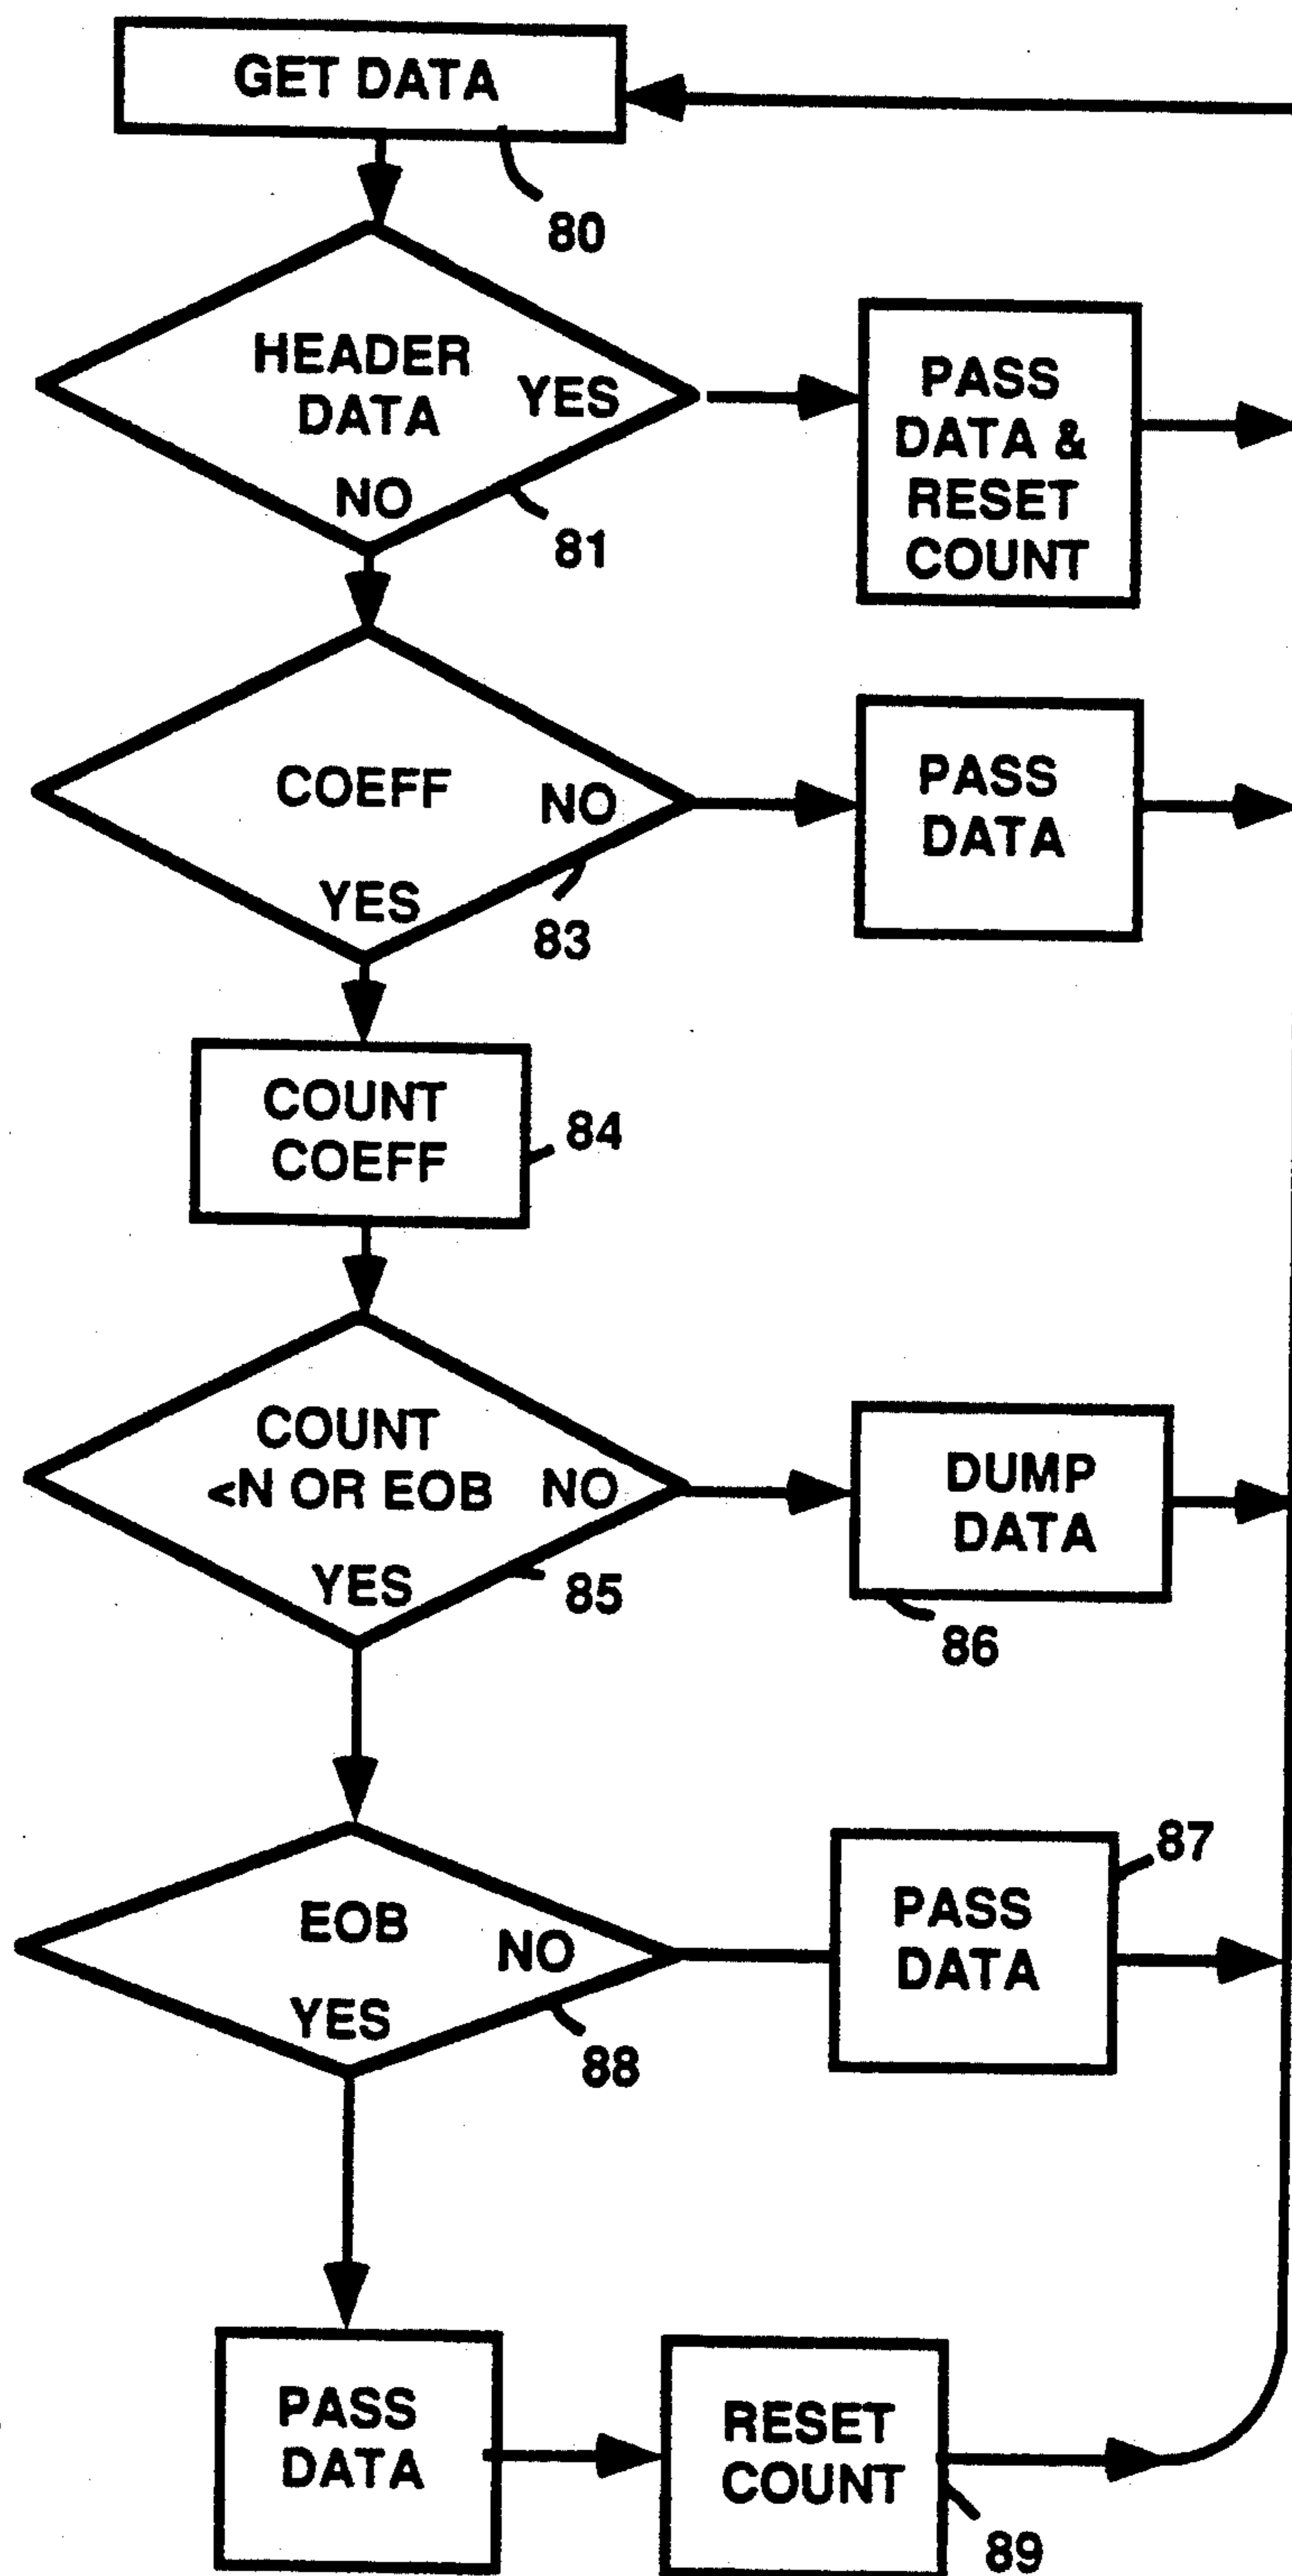 GET DATA
80
HEADER
DATA
YES
NO
81
PASS
DATA &
RESET
COUNT
COEFF
NO
YES
83
PASS
DATA
COUNT
COEFF
84
COUNT
<N OR EOB
NO
YES
85
DUMP
DATA
86
EOB
NO
YES
88
PASS
DATA
87
PASS
DATA
RESET
COUNT
89